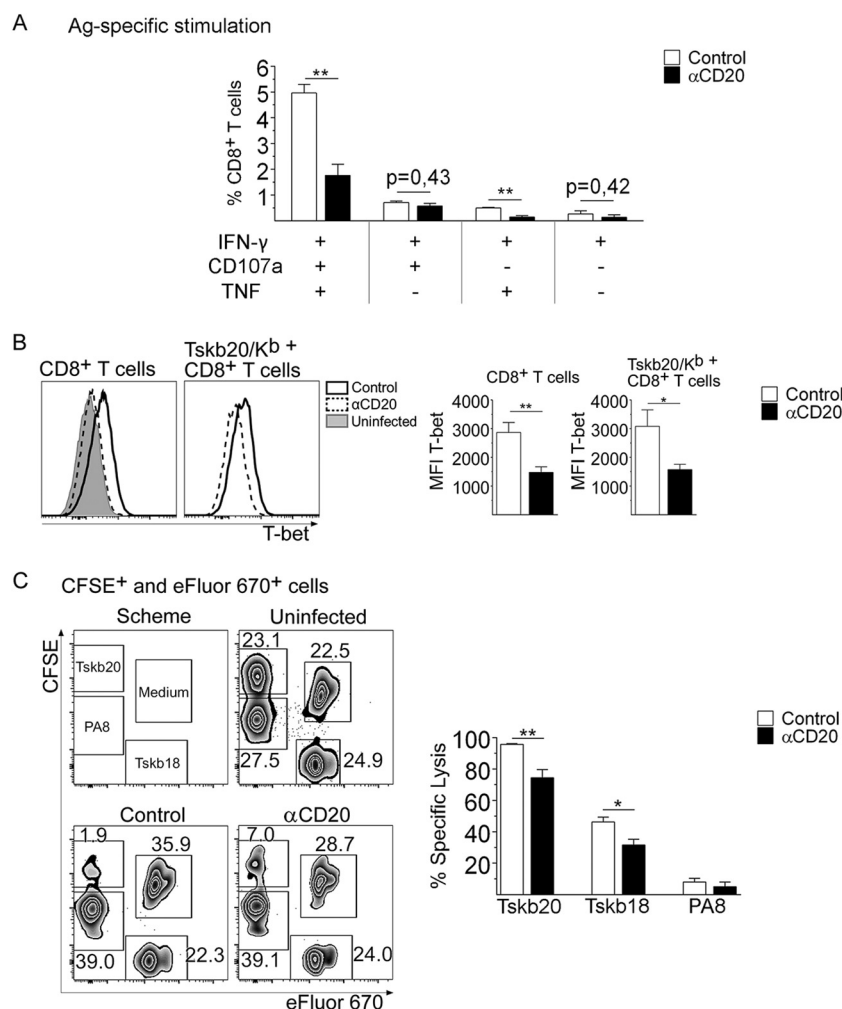 A Ag-specific stimulation
Control
αCD20
% CD8+ T cells
6
5
4
3
2
1
**
p=0,43
**
p=0,42
IFN-γ + + + +
CD107a + + - -
TNF + - + -
B
CD8+ T cells
Tskb20/Kb +
CD8+ T cells
Control
αCD20
Uninfected
T-bet
CD8+ T cells
MFI T-bet
4000
3000
2000
1000
**
Tskb20/Kb +
CD8+ T cells
MFI T-bet
4000
3000
2000
1000
*
Control
αCD20
C CFSE+ and eFluor 670+ cells
Scheme
CFSE
Tskb20
Medium
PA8
Tskb18
Uninfected
23.1
22.5
27.5
24.9
Control
1.9
35.9
39.0
22.3
αCD20
7.0
28.7
39.1
24.0
eFluor 670
Control
αCD20
% Specific Lysis
100
80
60
40
20
**
*
Tskb20 Tskb18 PA8